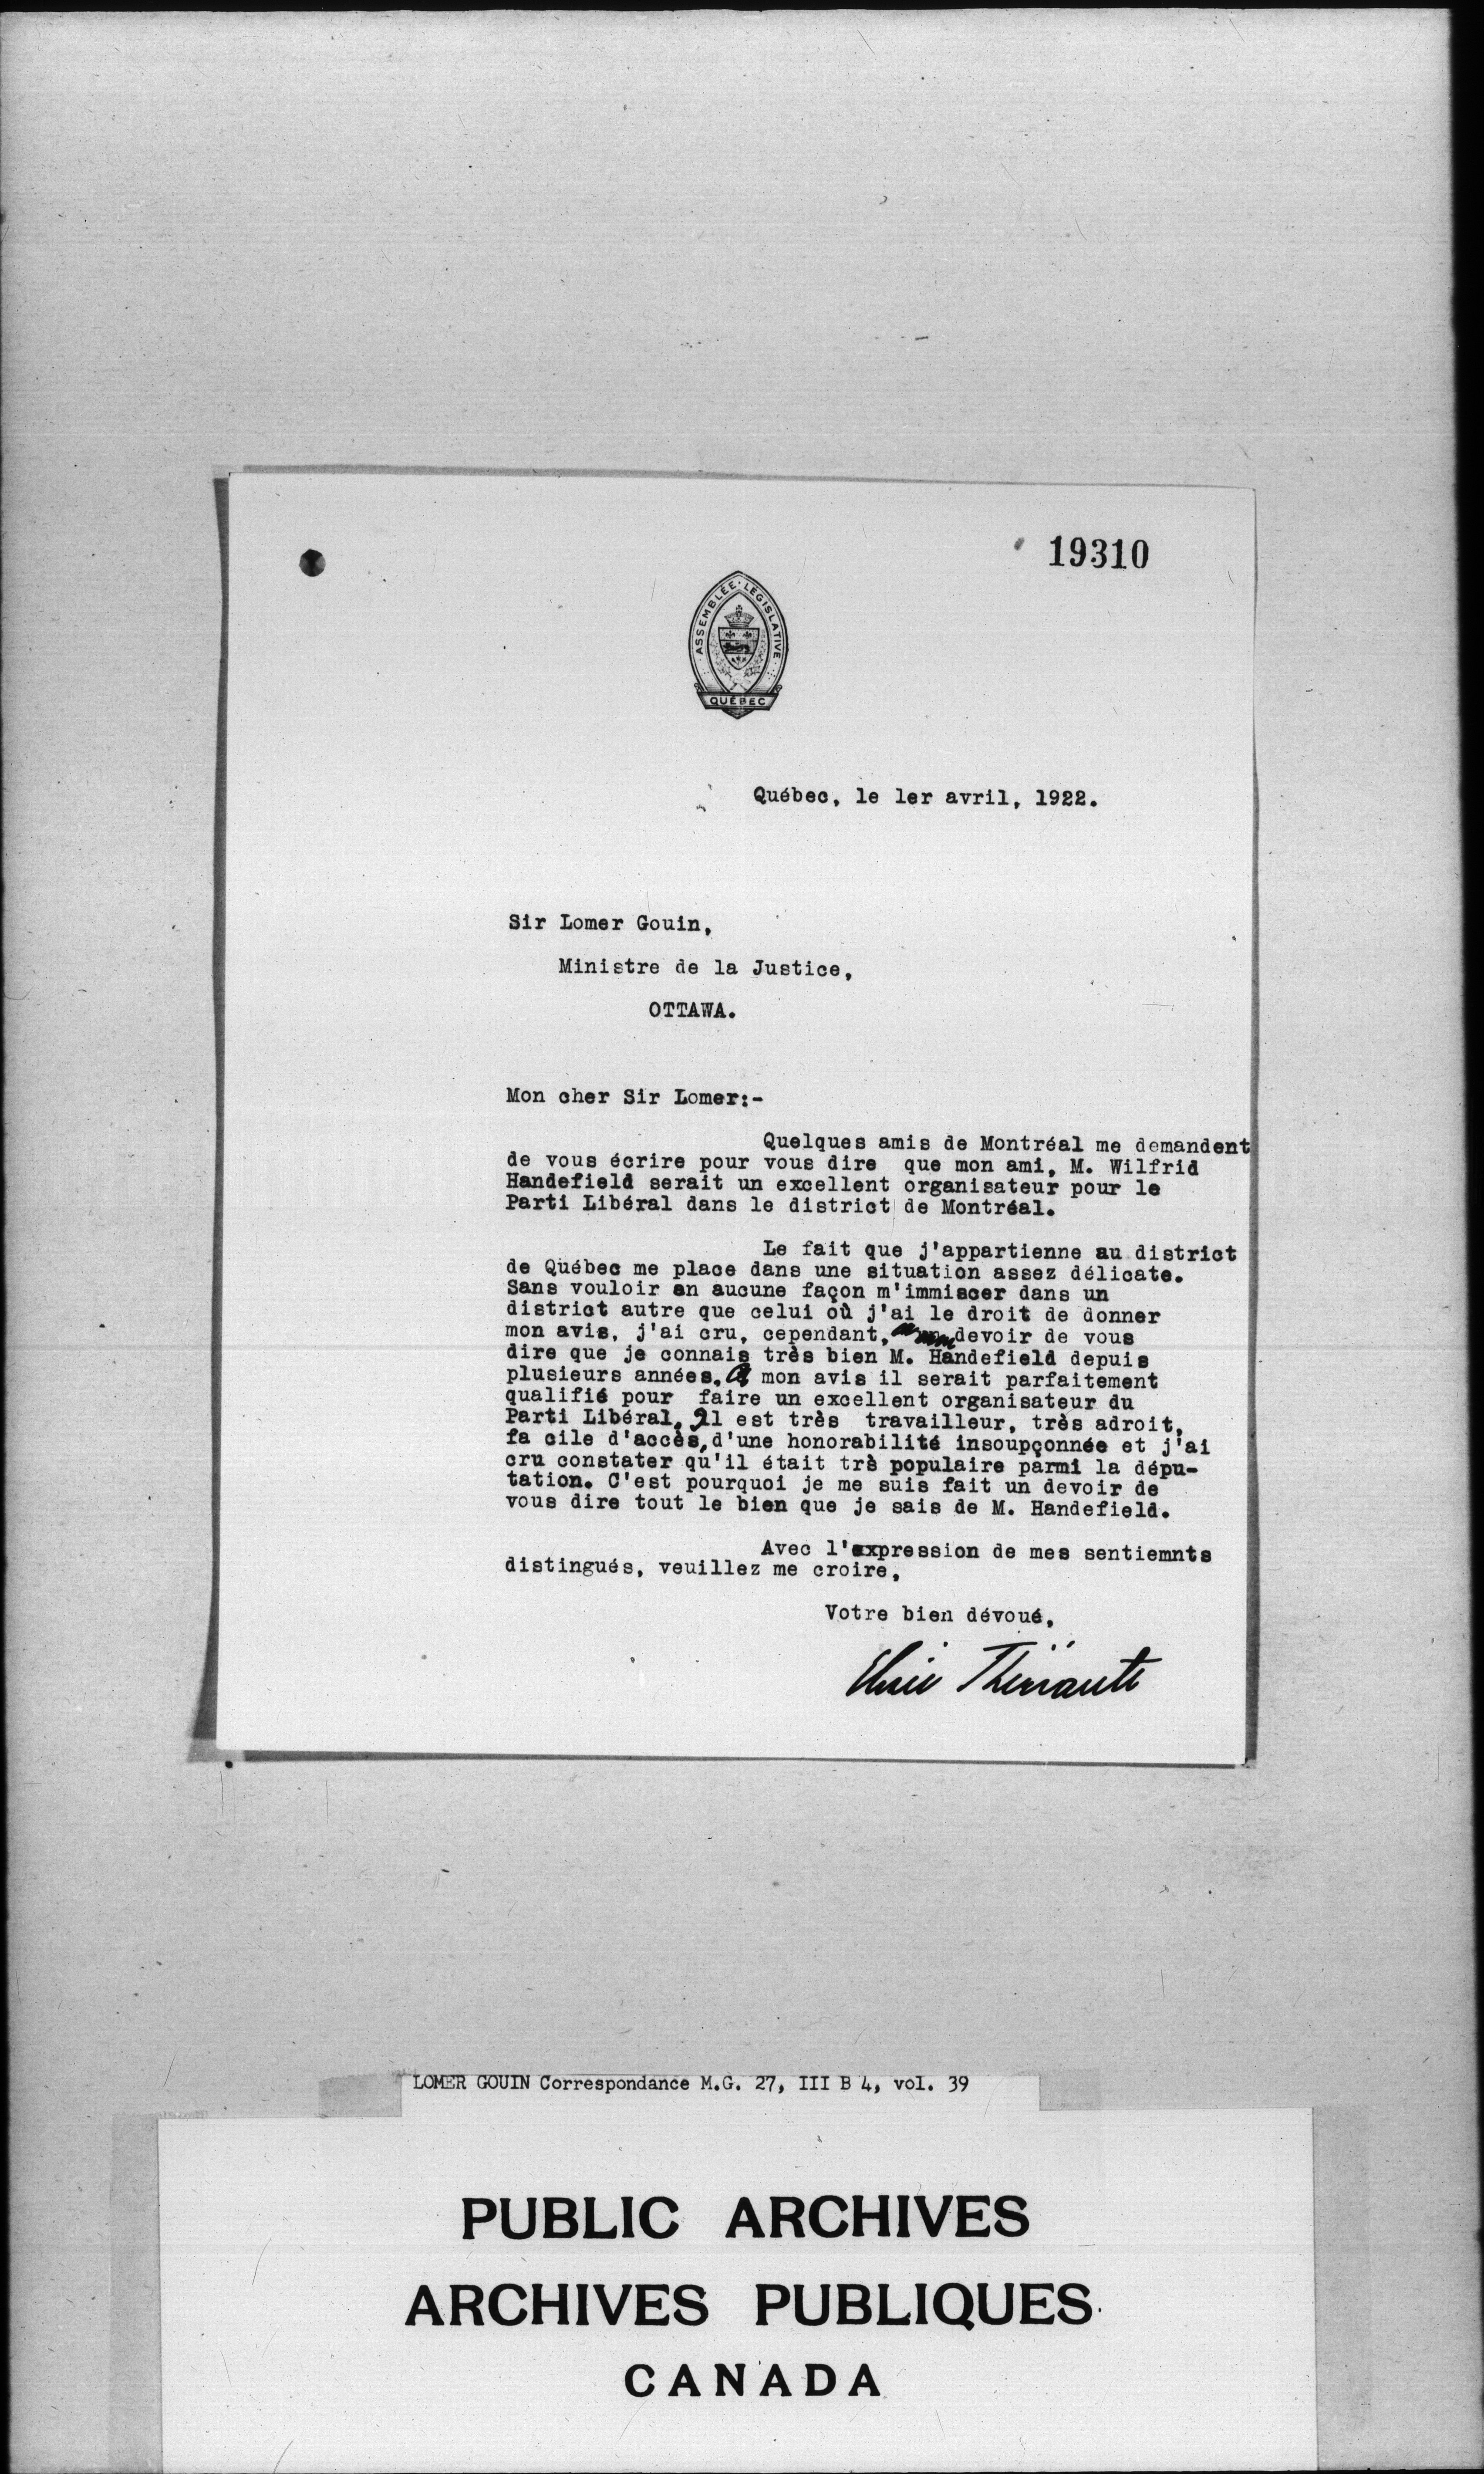 19310
ASSEMBLÉE · LÉGISLATIVE
QUÉBEC
Québec, le 1er avril, 1922.
Sir Lomer Gouin,
Ministre de la Justice,
OTTAWA.
Mon cher Sir Lomer:-
Quelques amis de Montréal me demandent
de vous écrire pour vous dire que mon ami, M. Wilfrid
Handefield serait un excellent organisateur pour le
Parti Libéral dans le district de Montréal.
Le fait que j'appartienne au district
de Québec me place dans une situation assez délicate.
Sans vouloir en aucune façon m'immiscer dans un
district autre que celui où j'ai le droit de donner
mon avis, j'ai cru, cependant, devoir de vous
dire que je connais très bien M. Handefield depuis
plusieurs années. A mon avis il serait parfaitement
qualifié pour faire un excellent organisateur du
Parti Libéral. Il est très travailleur, très adroit,
fa cile d'accès, d'une honorabilité insoupçonnée et j'ai
cru constater qu'il était trè populaire parmi la dépu-
tation. C'est pourquoi je me suis fait un devoir de
vous dire tout le bien que je sais de M. Handefield.
Avec l'expression de mes sentiemnts
distingués, veuillez me croire,
Votre bien dévoué,
Elisée Thériault
LOMER GOUIN Correspondance M.G. 27, III B 4, vol. 39
PUBLIC ARCHIVES
ARCHIVES PUBLIQUES
CANADA